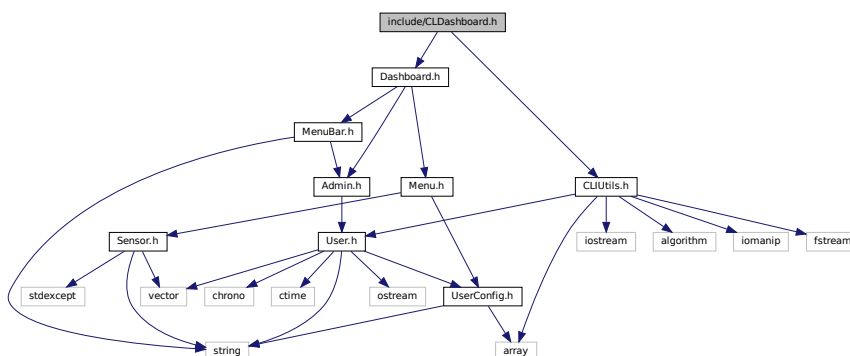 include/CLDashboard.h
Dashboard.h
MenuBar.h
Admin.h
Menu.h
CLIUtils.h
Sensor.h
User.h
iostream
algorithm
iomanip
fstream
stdexcept
vector
chrono
ctime
ostream
UserConfig.h
string
array